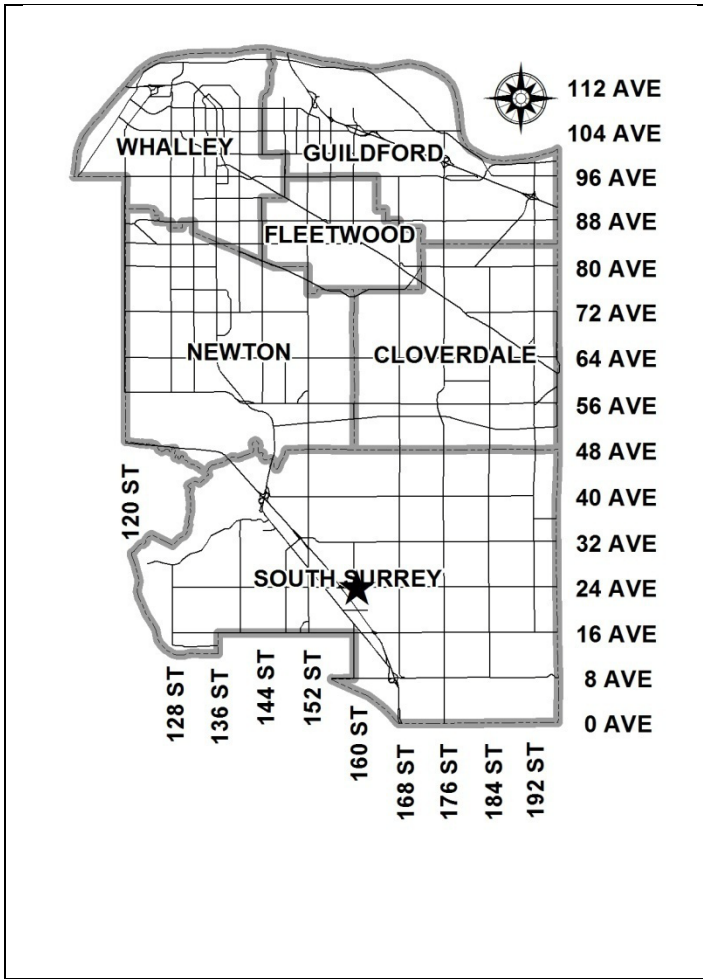 112 AVE
104 AVE
WHALLEY
GUILDFORD
96 AVE
88 AVE
FLEETWOOD
80 AVE
72 AVE
NEWTON
CLOVERDALE
64 AVE
56 AVE
48 AVE
120 ST
40 AVE
32 AVE
SOUTH SURREY
24 AVE
16 AVE
8 AVE
0 AVE
128 ST
136 ST
144 ST
152 ST
160 ST
168 ST
176 ST
184 ST
192 ST